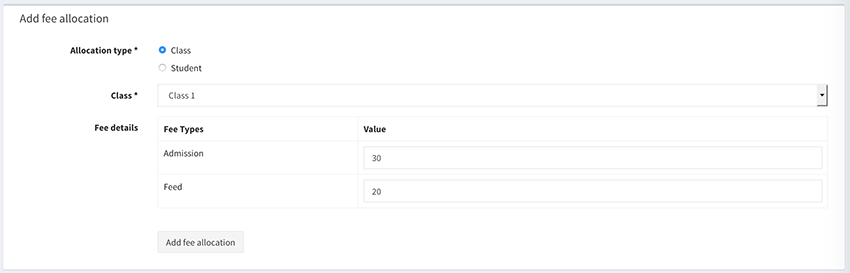 Add fee allocation
Allocation type * Class
Student
Class * Class 1
Fee details Fee Types Value
Admission 30
Feed 20
Add fee allocation